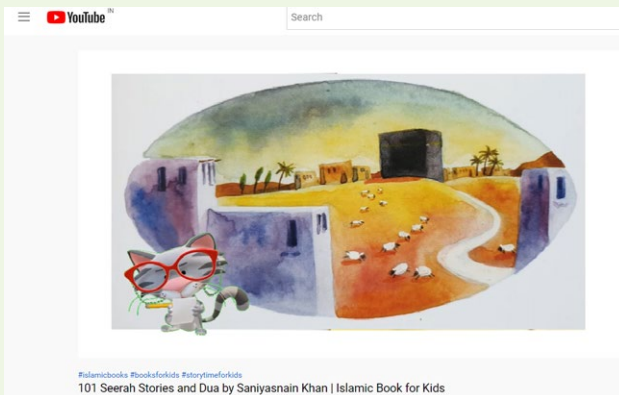 YouTube IN
Search
#islamicbooks #booksforkids #storytimeforkids
101 Seerah Stories and Dua by Saniyasnain Khan | Islamic Book for Kids